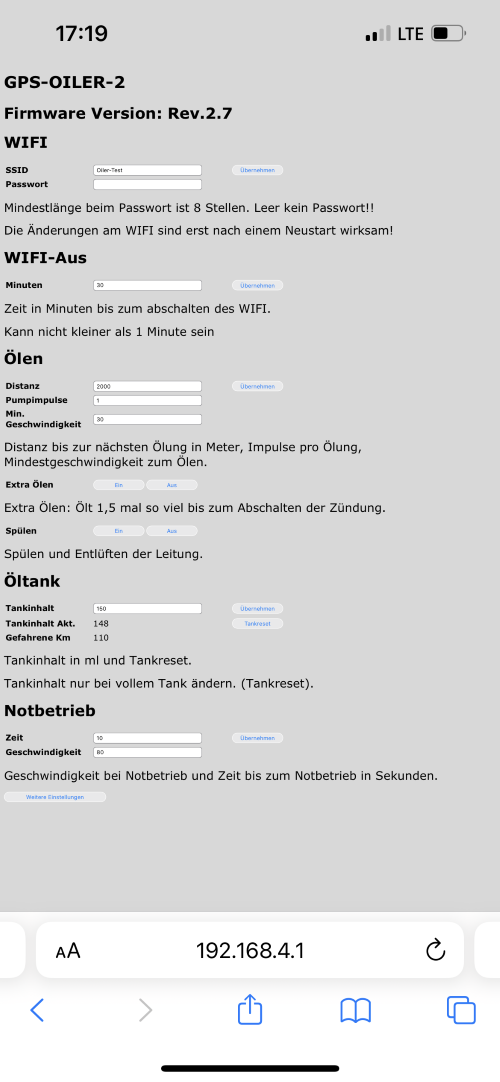 17:19 LTE
GPS-OILER-2
Firmware Version: Rev.2.7
WIFI
SSID Oiler-Test Übernehmen
Passwort
Mindestlänge beim Passwort ist 8 Stellen. Leer kein Passwort!!
Die Änderungen am WIFI sind erst nach einem Neustart wirksam!
WIFI-Aus
Minuten 30 Übernehmen
Zeit in Minuten bis zum abschalten des WIFI.
Kann nicht kleiner als 1 Minute sein
Ölen
Distanz 2000 Übernehmen
Pumpimpulse 1
Min.
Geschwindigkeit 30
Distanz bis zur nächsten Ölung in Meter, Impulse pro Ölung,
Mindestgeschwindigkeit zum Ölen.
Extra Ölen Ein Aus
Extra Ölen: Ölt 1,5 mal so viel bis zum Abschalten der Zündung.
Spülen Ein Aus
Spülen und Entlüften der Leitung.
Öltank
Tankinhalt 150 Übernehmen
Tankinhalt Akt. 148 Tankreset
Gefahrene Km 110
Tankinhalt in ml und Tankreset.
Tankinhalt nur bei vollem Tank ändern. (Tankreset).
Notbetrieb
Zeit 10 Übernehmen
Geschwindigkeit 80
Geschwindigkeit bei Notbetrieb und Zeit bis zum Notbetrieb in Sekunden.
Weitere Einstellungen
AA 192.168.4.1